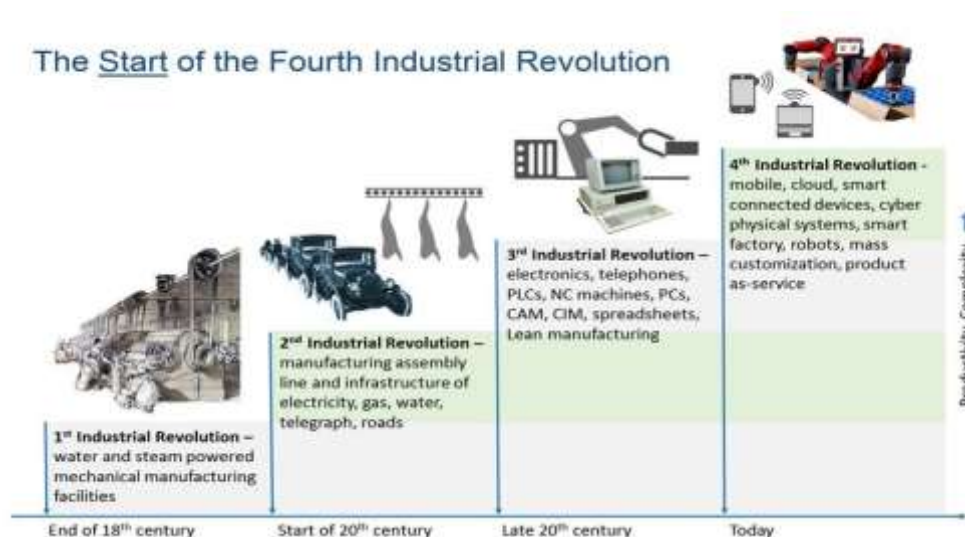 The Start of the Fourth Industrial Revolution
4th Industrial Revolution -
mobile, cloud, smart
connected devices, cyber
physical systems, smart
factory, robots, mass
customization, product
as-service
3rd Industrial Revolution –
electronics, telephones,
PLCs, NC machines, PCs,
CAM, CIM, spreadsheets,
Lean manufacturing
2nd Industrial Revolution –
manufacturing assembly
line and infrastructure of
electricity, gas, water,
telegraph, roads
1st Industrial Revolution –
water and steam powered
mechanical manufacturing
facilities
End of 18th century
Start of 20th century
Late 20th century
Today
Productivity, Complexity